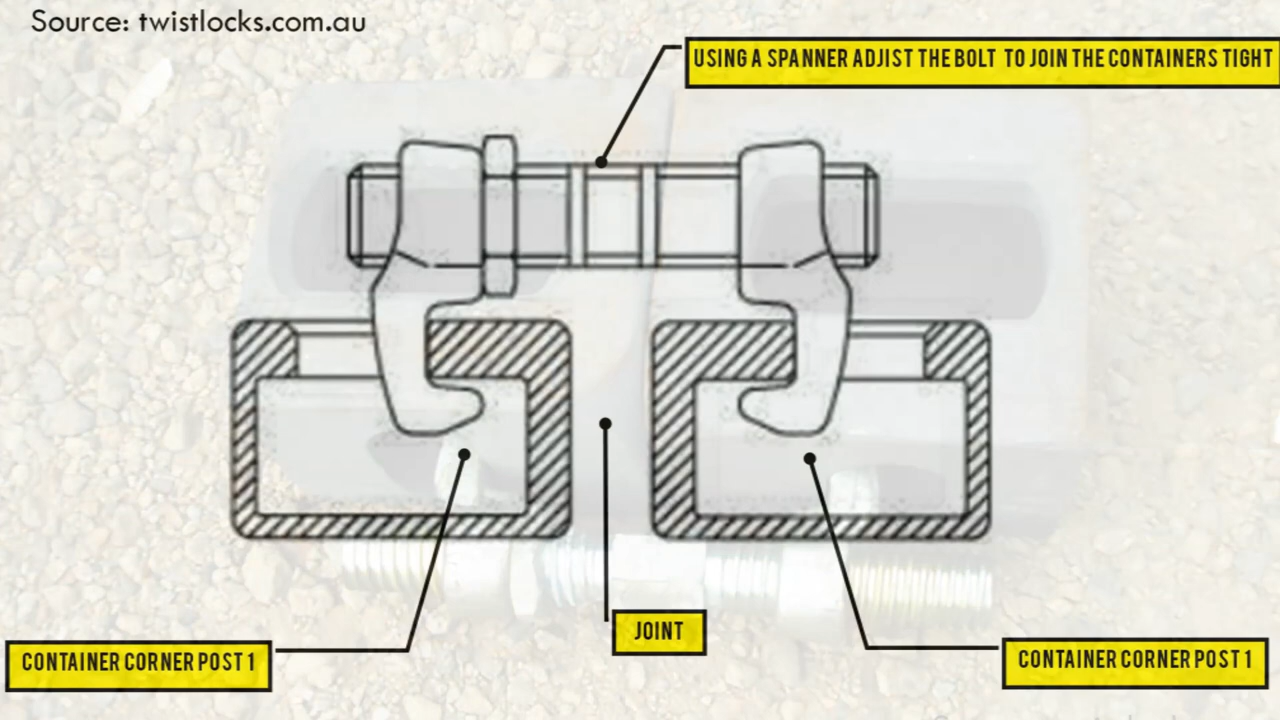 Source: twistlocks.com.au
USING A SPANNER ADJUST THE BOLT TO JOIN THE CONTAINERS TIGHT
JOINT
CONTAINER CORNER POST 1
CONTAINER CORNER POST 1